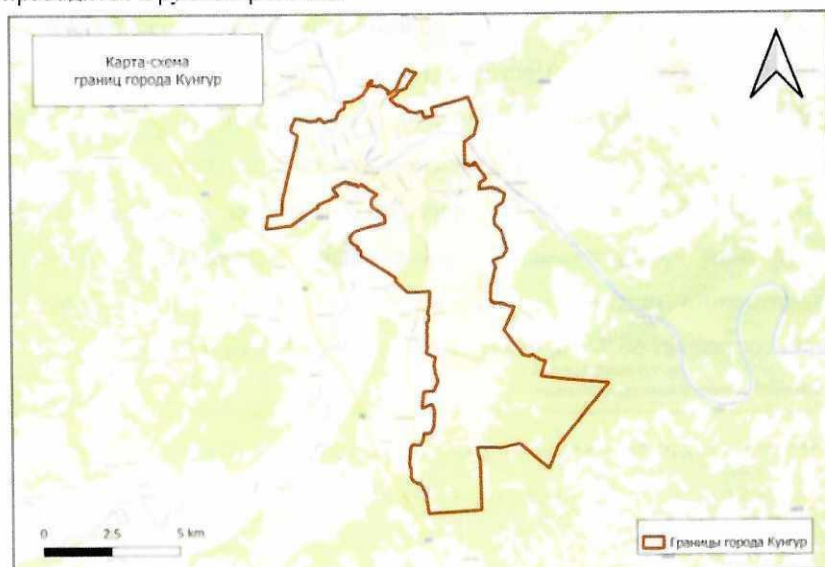 Карта-схема
границ города Кунгур
0 2.5 5 km
Границы города Кунгур